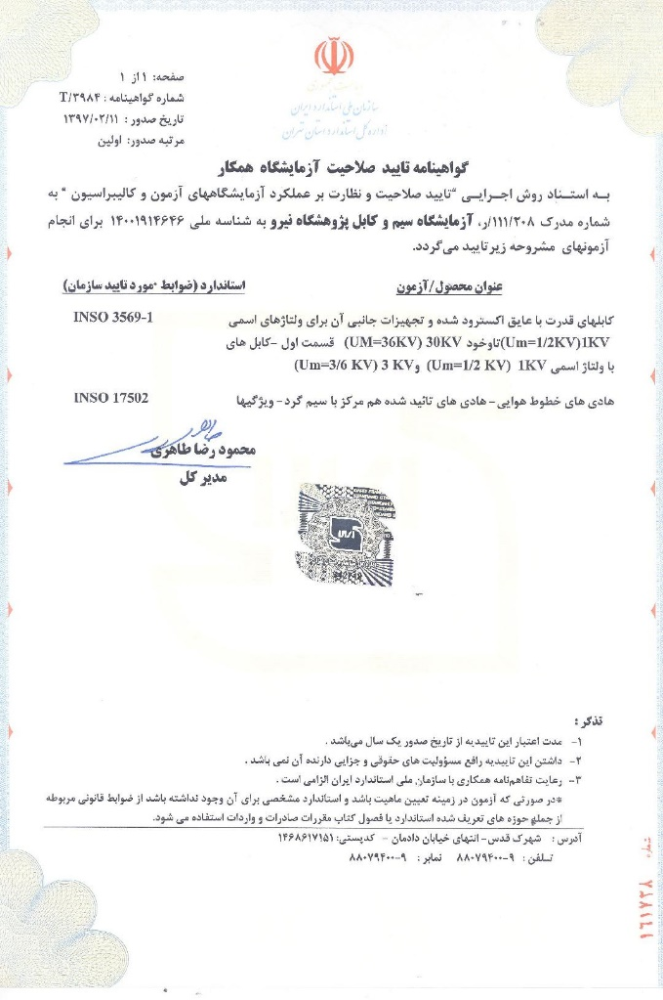 سازمان ملی استاندارد ایران
اداره کل استاندارد استان تهران
صفحه: ۱ از ۱
شماره گواهینامه : T/۳۹۸۴
تاریخ صدور : ۱۳۹۷/۰۲/۱۱
مرتبه صدور: اولین
گواهینامه تایید صلاحیت آزمایشگاه همکار
به استناد روش اجرایی "تایید صلاحیت و نظارت بر عملکرد آزمایشگاههای آزمون و کالیبراسیون " به
شماره مدرک ۱۱۱/۲۰۸/ر، آزمایشگاه سیم و کابل پژوهشگاه نیرو به شناسه ملی ۱۴۰۰۱۹۱۴۶۴۶ برای انجام
آزمونهای مشروحه زیر تایید می گردد.
عنوان محصول/آزمون
استاندارد (ضوابط *مورد تایید سازمان)
کابلهای قدرت با عایق اکسترود شده و تجهیزات جانبی آن برای ولتاژهای اسمی INSO 3569-1
1KV(Um=1/2KV)تاوخود 30KV (UM=36KV) قسمت اول -کابل های
با ولتاژ اسمی 1KV (Um=1/2 KV) و3 KV (Um=3/6 KV)
هادی های خطوط هوایی- هادی های تائید شده هم مرکز با سیم گرد- ویژگیها INSO 17502
محمود رضا طاهری
مدیر کل
تذکر :
۱- مدت اعتبار این تاییدیه از تاریخ صدور یک سال می‌باشد .
۲- داشتن این تاییدیه رافع مسؤولیت های حقوقی و جزایی دارنده آن نمی باشد .
۳- رعایت تفاهم‌نامه همکاری با سازمان ملی استاندارد ایران الزامی است .
*در صورتی که آزمون در زمینه تعیین ماهیت باشد و استاندارد مشخصی برای آن وجود نداشته باشد از ضوابط قانونی مربوطه
از جمله حوزه های تعریف شده استاندارد یا فصول کتاب مقررات صادرات و واردات استفاده می شود.
آدرس : شهرک قدس- انتهای خیابان دادمان - کدپستی: ۱۴۶۸۶۱۷۱۵۱
تلفن : ۹-۸۸۰۷۹۴۰۰ نمابر : ۹-۸۸۰۷۹۴۰۰
شماره
۱۶۱۷۳۸